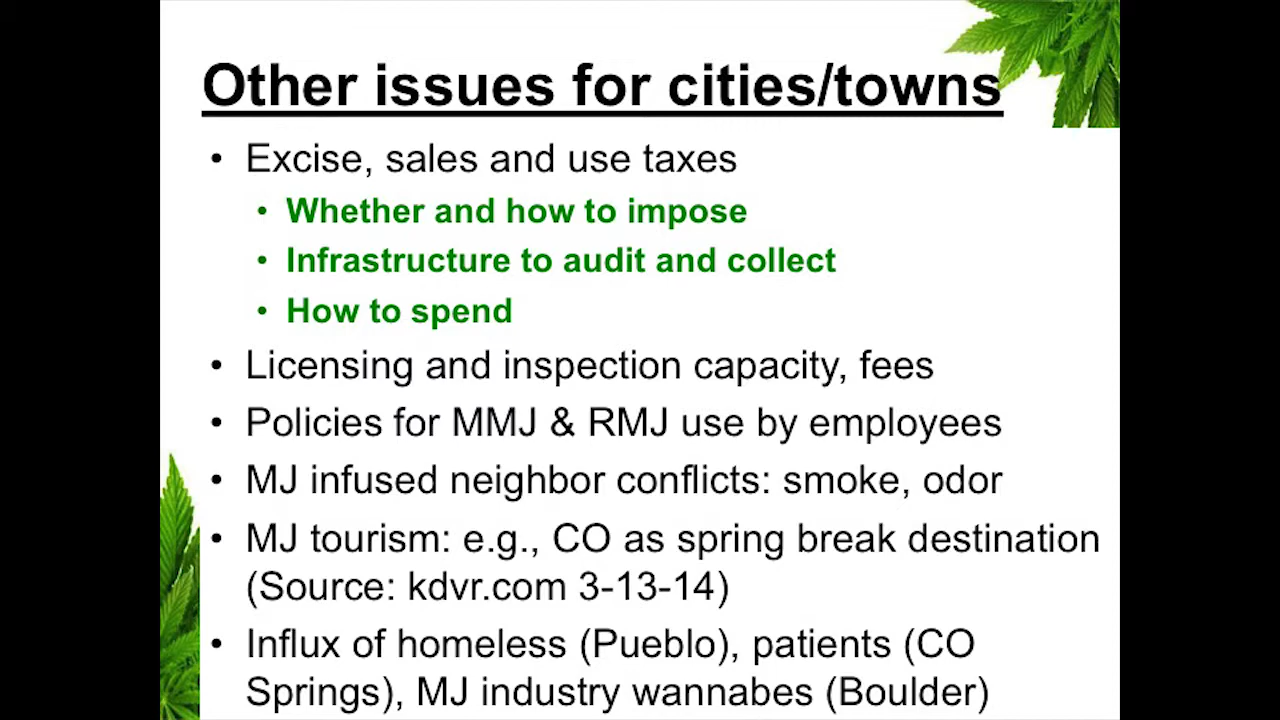 Other issues for cities/towns
• Excise, sales and use taxes
• Whether and how to impose
• Infrastructure to audit and collect
• How to spend
• Licensing and inspection capacity, fees
• Policies for MMJ & RMJ use by employees
• MJ infused neighbor conflicts: smoke, odor
• MJ tourism: e.g., CO as spring break destination
(Source: kdvr.com 3-13-14)
• Influx of homeless (Pueblo), patients (CO
Springs), MJ industry wannabes (Boulder)